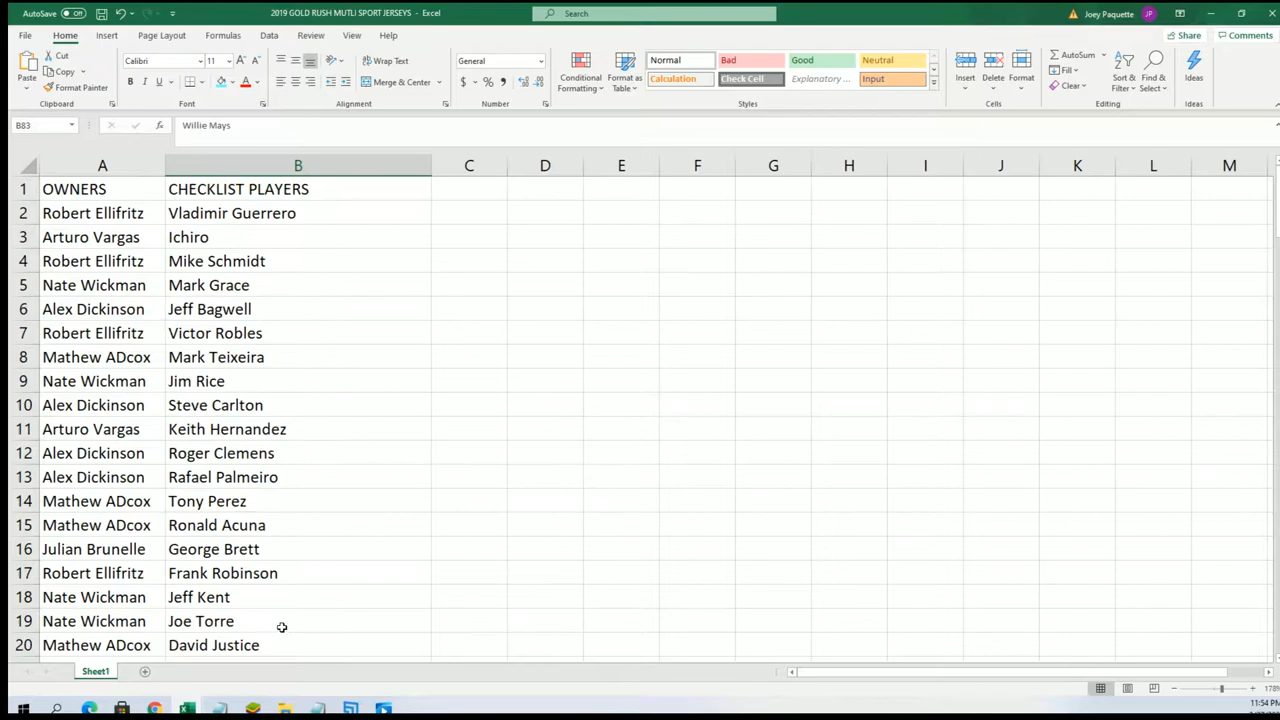 AutoSave Off 2019 GOLD RUSH MUTLI SPORT JERSEYS - Excel Search Joey Paquette JP
File Home Insert Page Layout Formulas Data Review View Help Share Comments
Paste Cut Copy Format Painter Clipboard
Calibri 11 B I U Font
Wrap Text Merge & Center Alignment
General $ % Number
Conditional Formatting Format as Table
Normal Bad Good Neutral
Calculation Check Cell Explanatory ... Input
Styles
Insert Delete Format Cells
AutoSum Fill Clear Sort & Filter Find & Select Editing
Ideas Ideas
B83 fx Willie Mays
A B C D E F G H I J K L M
1 OWNERS CHECKLIST PLAYERS
2 Robert Ellifritz Vladimir Guerrero
3 Arturo Vargas Ichiro
4 Robert Ellifritz Mike Schmidt
5 Nate Wickman Mark Grace
6 Alex Dickinson Jeff Bagwell
7 Robert Ellifritz Victor Robles
8 Mathew ADcox Mark Teixeira
9 Nate Wickman Jim Rice
10 Alex Dickinson Steve Carlton
11 Arturo Vargas Keith Hernandez
12 Alex Dickinson Roger Clemens
13 Alex Dickinson Rafael Palmeiro
14 Mathew ADcox Tony Perez
15 Mathew ADcox Ronald Acuna
16 Julian Brunelle George Brett
17 Robert Ellifritz Frank Robinson
18 Nate Wickman Jeff Kent
19 Nate Wickman Joe Torre
20 Mathew ADcox David Justice
Sheet1
178%
11:54 PM